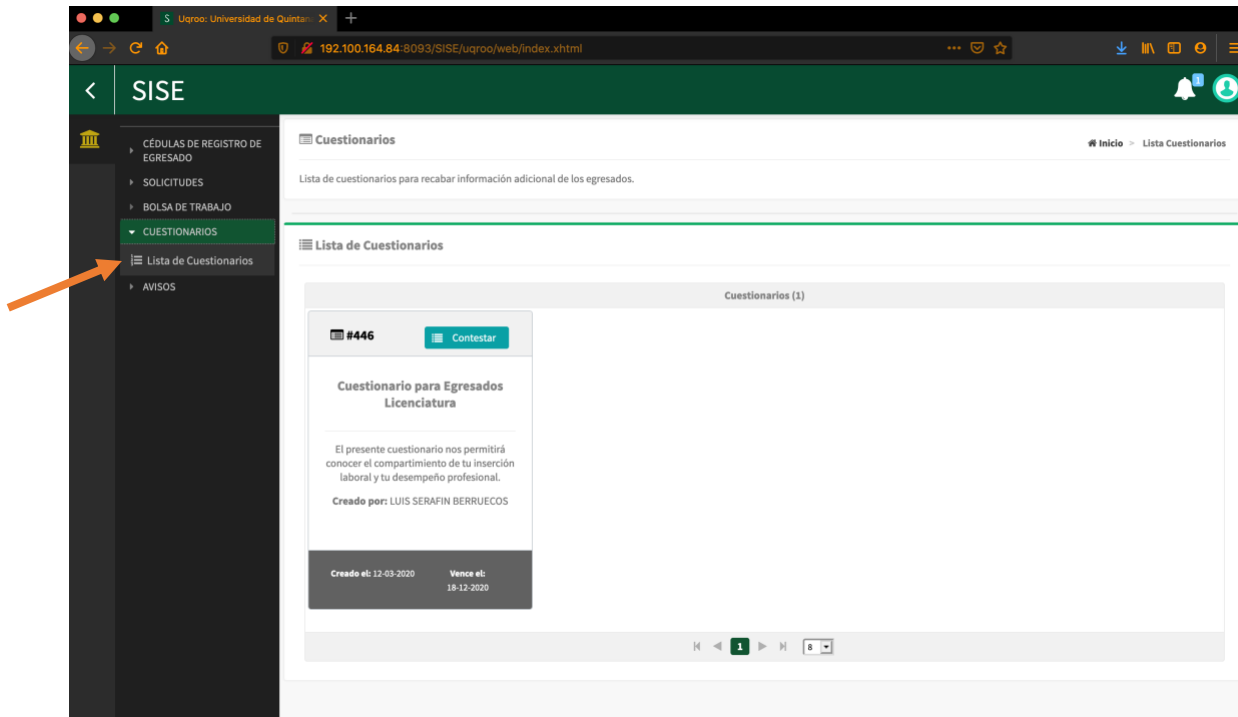 S Uqroo: Universidad de Quintan
192.100.164.84:8093/SISE/uqroo/web/index.xhtml
SISE
1
CÉDULAS DE REGISTRO DE
EGRESADO
SOLICITUDES
BOLSA DE TRABAJO
CUESTIONARIOS
Lista de Cuestionarios
AVISOS
Cuestionarios
Inicio > Lista Cuestionarios
Lista de cuestionarios para recabar información adicional de los egresados.
Lista de Cuestionarios
Cuestionarios (1)
#446
Contestar
Cuestionario para Egresados
Licenciatura
El presente cuestionario nos permitirá
conocer el compartimiento de tu inserción
laboral y tu desempeño profesional.
Creado por: LUIS SERAFIN BERRUECOS
Creado el: 12-03-2020
Vence el:
18-12-2020
1
8